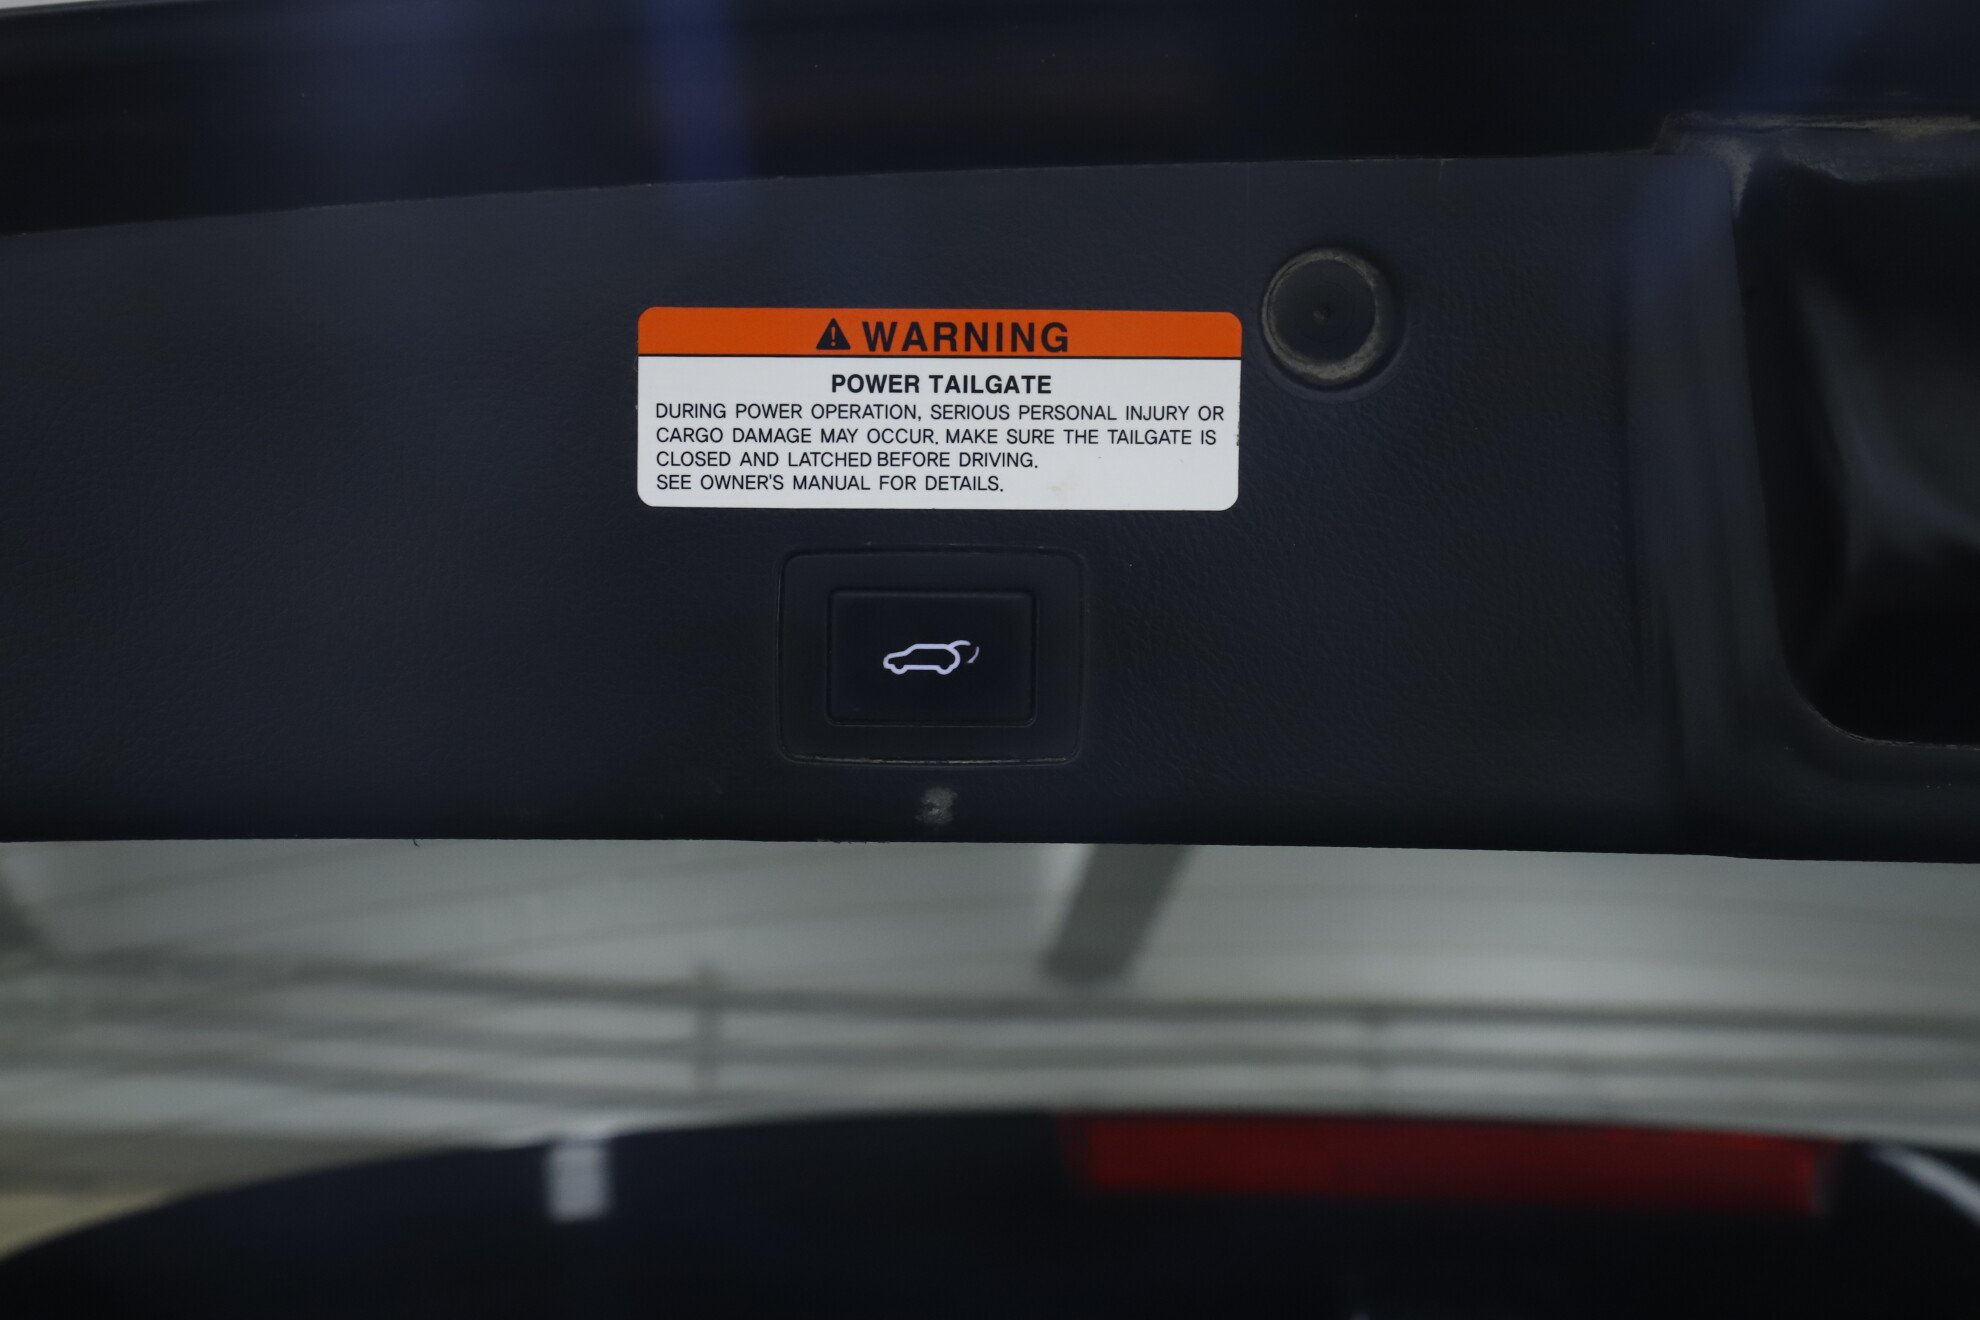 WARNING
POWER TAILGATE
DURING POWER OPERATION, SERIOUS PERSONAL INJURY OR
CARGO DAMAGE MAY OCCUR. MAKE SURE THE TAILGATE IS
CLOSED AND LATCHED BEFORE DRIVING.
SEE OWNER'S MANUAL FOR DETAILS.